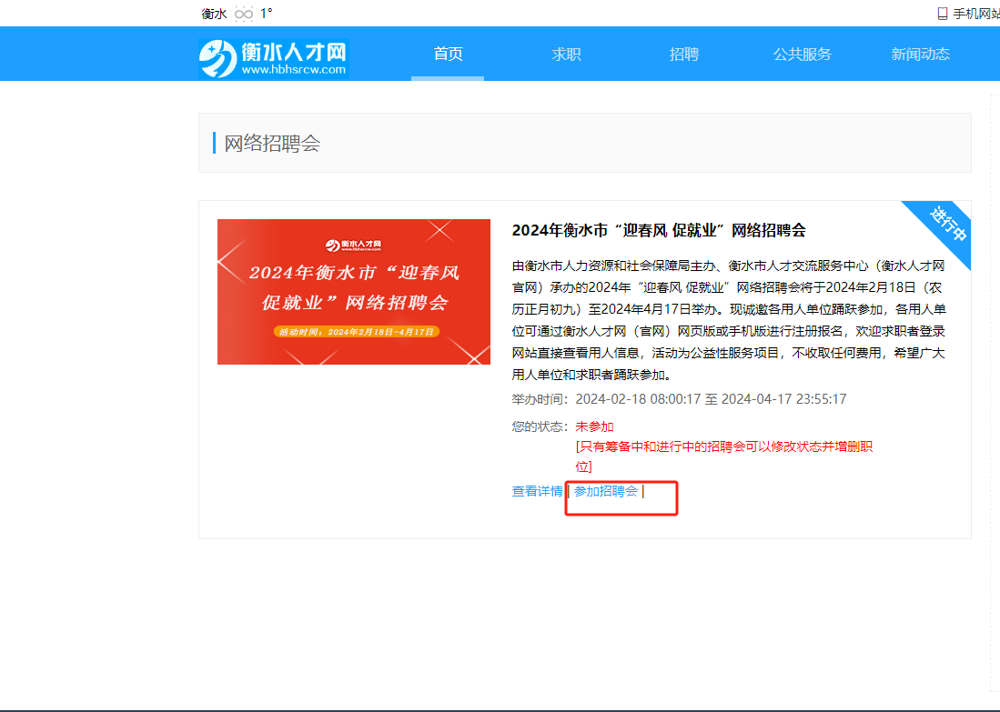 衡水 1°
手机网站
衡水人才网
www.hbhsrcw.com
首页 求职 招聘 公共服务 新闻动态
网络招聘会
进行中
衡水人才网
www.hbhsrcw.com
2024年衡水市“迎春风
促就业”网络招聘会
活动时间：2024年2月18日-4月17日
2024年衡水市“迎春风 促就业”网络招聘会
由衡水市人力资源和社会保障局主办、衡水市人才交流服务中心（衡水人才网
官网）承办的2024年“迎春风 促就业”网络招聘会将于2024年2月18日（农
历正月初九）至2024年4月17日举办。现诚邀各用人单位踊跃参加，各用人单
位可通过衡水人才网（官网）网页版或手机版进行注册报名，欢迎求职者登录
网站直接查看用人信息，活动为公益性服务项目，不收取任何费用，希望广大
用人单位和求职者踊跃参加。
举办时间：2024-02-18 08:00:17 至 2024-04-17 23:55:17
您的状态：未参加
[只有筹备中和进行中的招聘会可以修改状态并增删职
位]
查看详情 | 参加招聘会 |